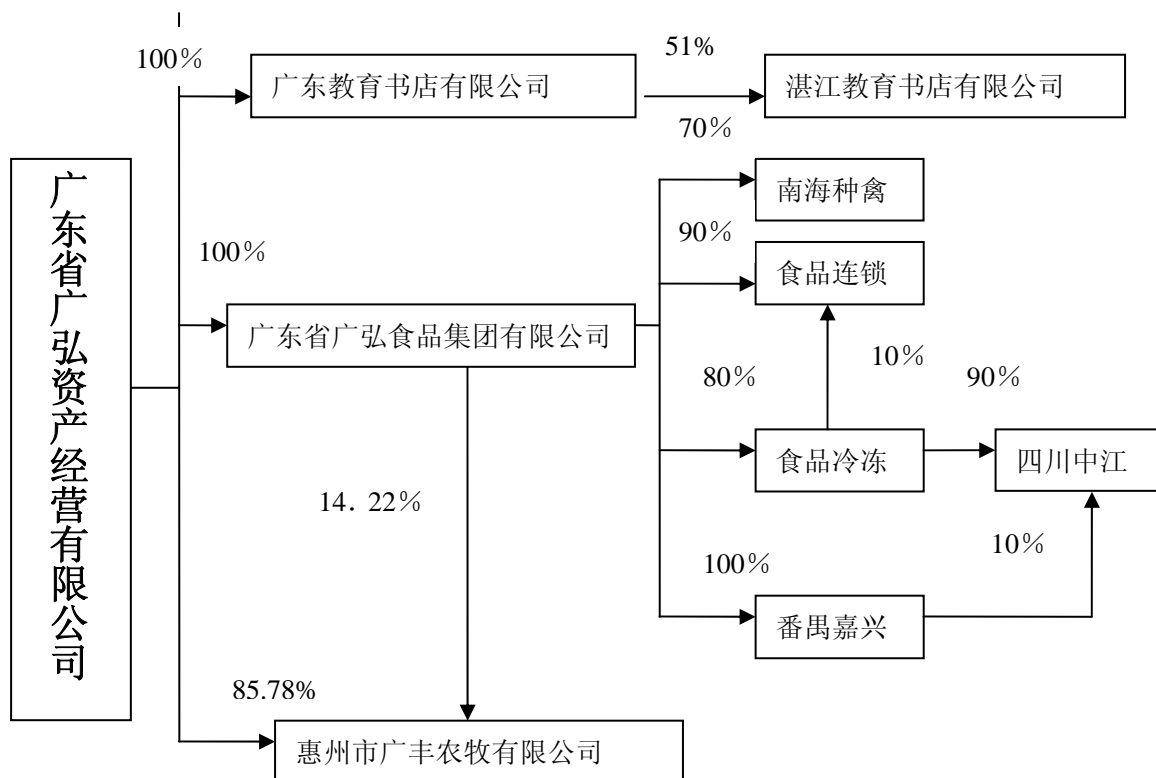 100％
51%
广东教育书店有限公司
湛江教育书店有限公司
70％
南海种禽
广东省广弘资产经营有限公司
100％
90％
食品连锁
广东省广弘食品集团有限公司
80％
10％
90％
食品冷冻
四川中江
14．22％
100％
10％
番禺嘉兴
85.78%
惠州市广丰农牧有限公司